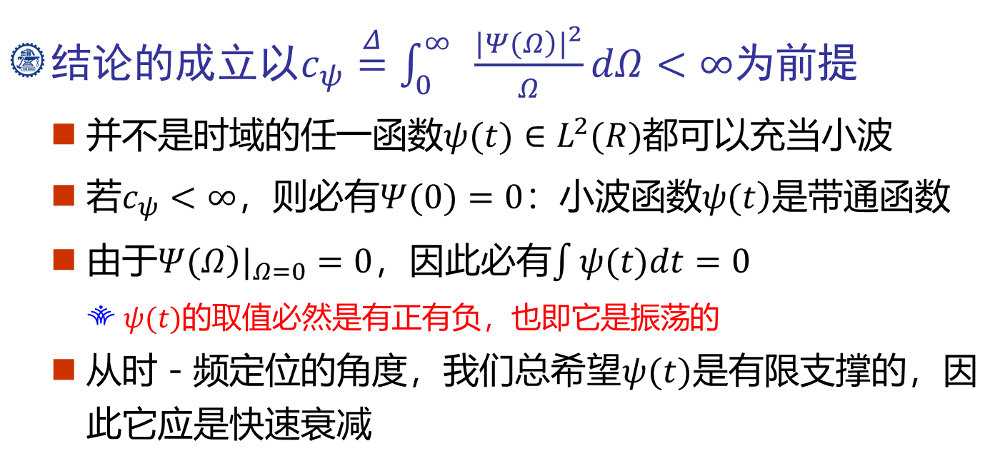 结论的成立以$c_\psi \overset{\Delta}{=} \int_0^\infty \frac{|\Psi(\Omega)|^2}{\Omega} d\Omega < \infty$为前提
并不是时域的任一函数$\psi(t) \in L^2(R)$都可以充当小波
若$c_\psi < \infty$，则必有$\Psi(0) = 0$：小波函数$\psi(t)$是带通函数
由于$\Psi(\Omega)|_{\Omega=0} = 0$，因此必有$\int \psi(t)dt = 0$
$\psi(t)$的取值必然是有正有负，也即它是振荡的
从时－频定位的角度，我们总希望$\psi(t)$是有限支撑的，因
此它应是快速衰减